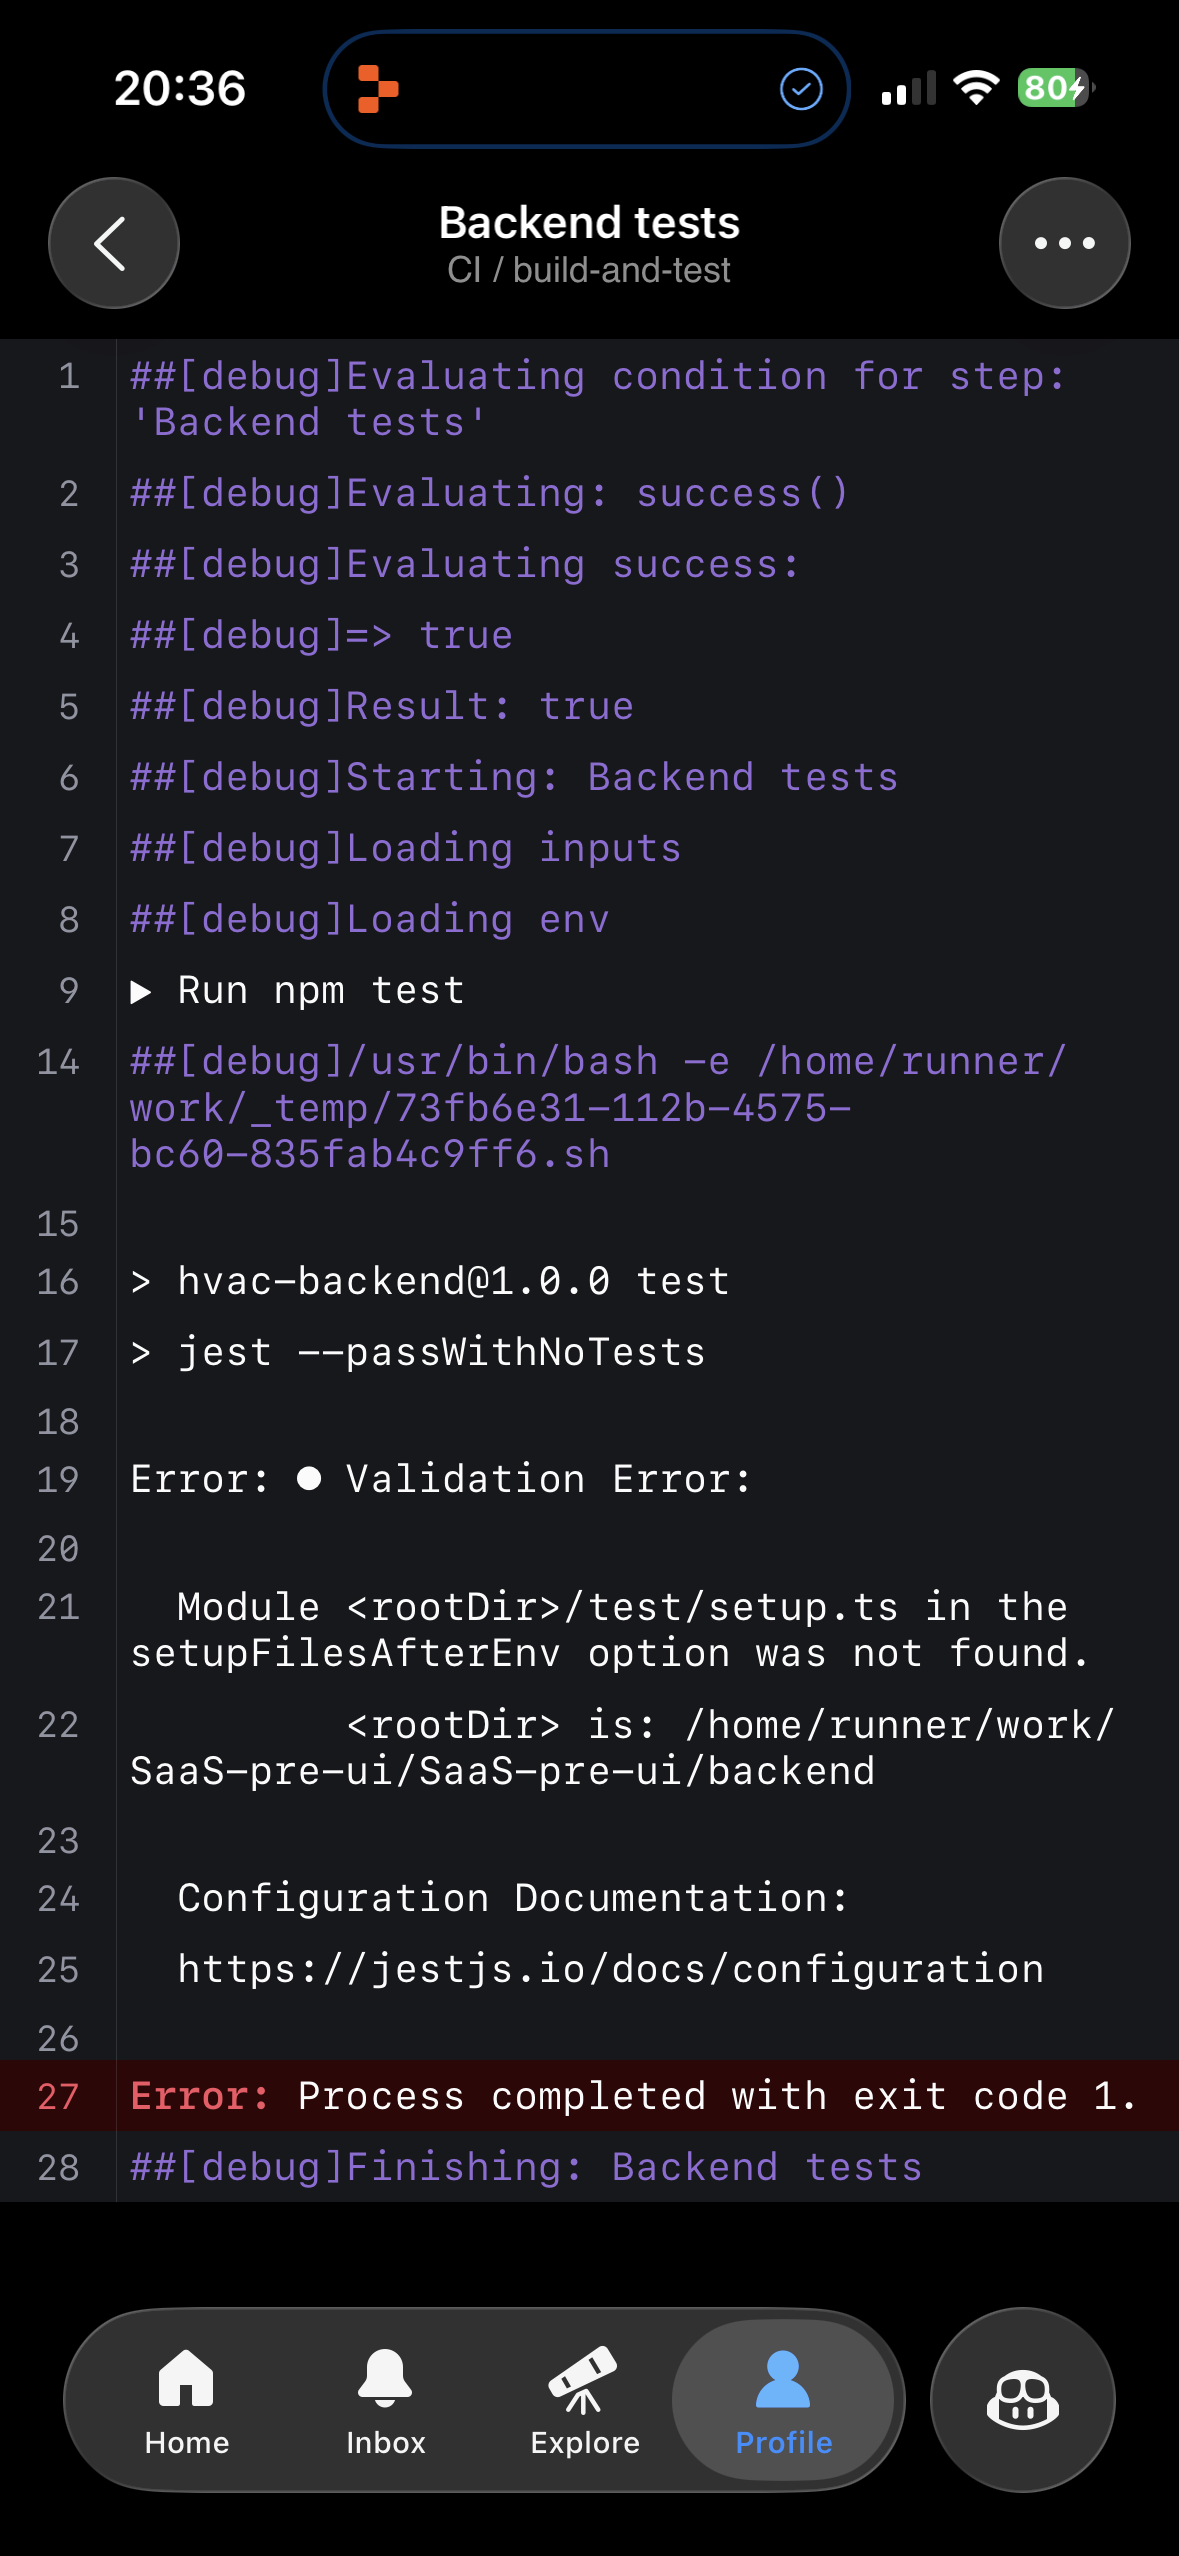 20:36
80
Backend tests
CI / build-and-test
1 ##[debug]Evaluating condition for step:
'Backend tests'
2 ##[debug]Evaluating: success()
3 ##[debug]Evaluating success:
4 ##[debug]=> true
5 ##[debug]Result: true
6 ##[debug]Starting: Backend tests
7 ##[debug]Loading inputs
8 ##[debug]Loading env
9 ▶ Run npm test
14 ##[debug]/usr/bin/bash -e /home/runner/
work/_temp/73fb6e31-112b-4575-
bc60-835fab4c9ff6.sh
15
16 > hvac-backend@1.0.0 test
17 > jest --passWithNoTests
18
19 Error: ● Validation Error:
20
21 Module <rootDir>/test/setup.ts in the
setupFilesAfterEnv option was not found.
22 <rootDir> is: /home/runner/work/
SaaS-pre-ui/SaaS-pre-ui/backend
23
24 Configuration Documentation:
25 https://jestjs.io/docs/configuration
26
27 Error: Process completed with exit code 1.
28 ##[debug]Finishing: Backend tests
Home Inbox Explore Profile